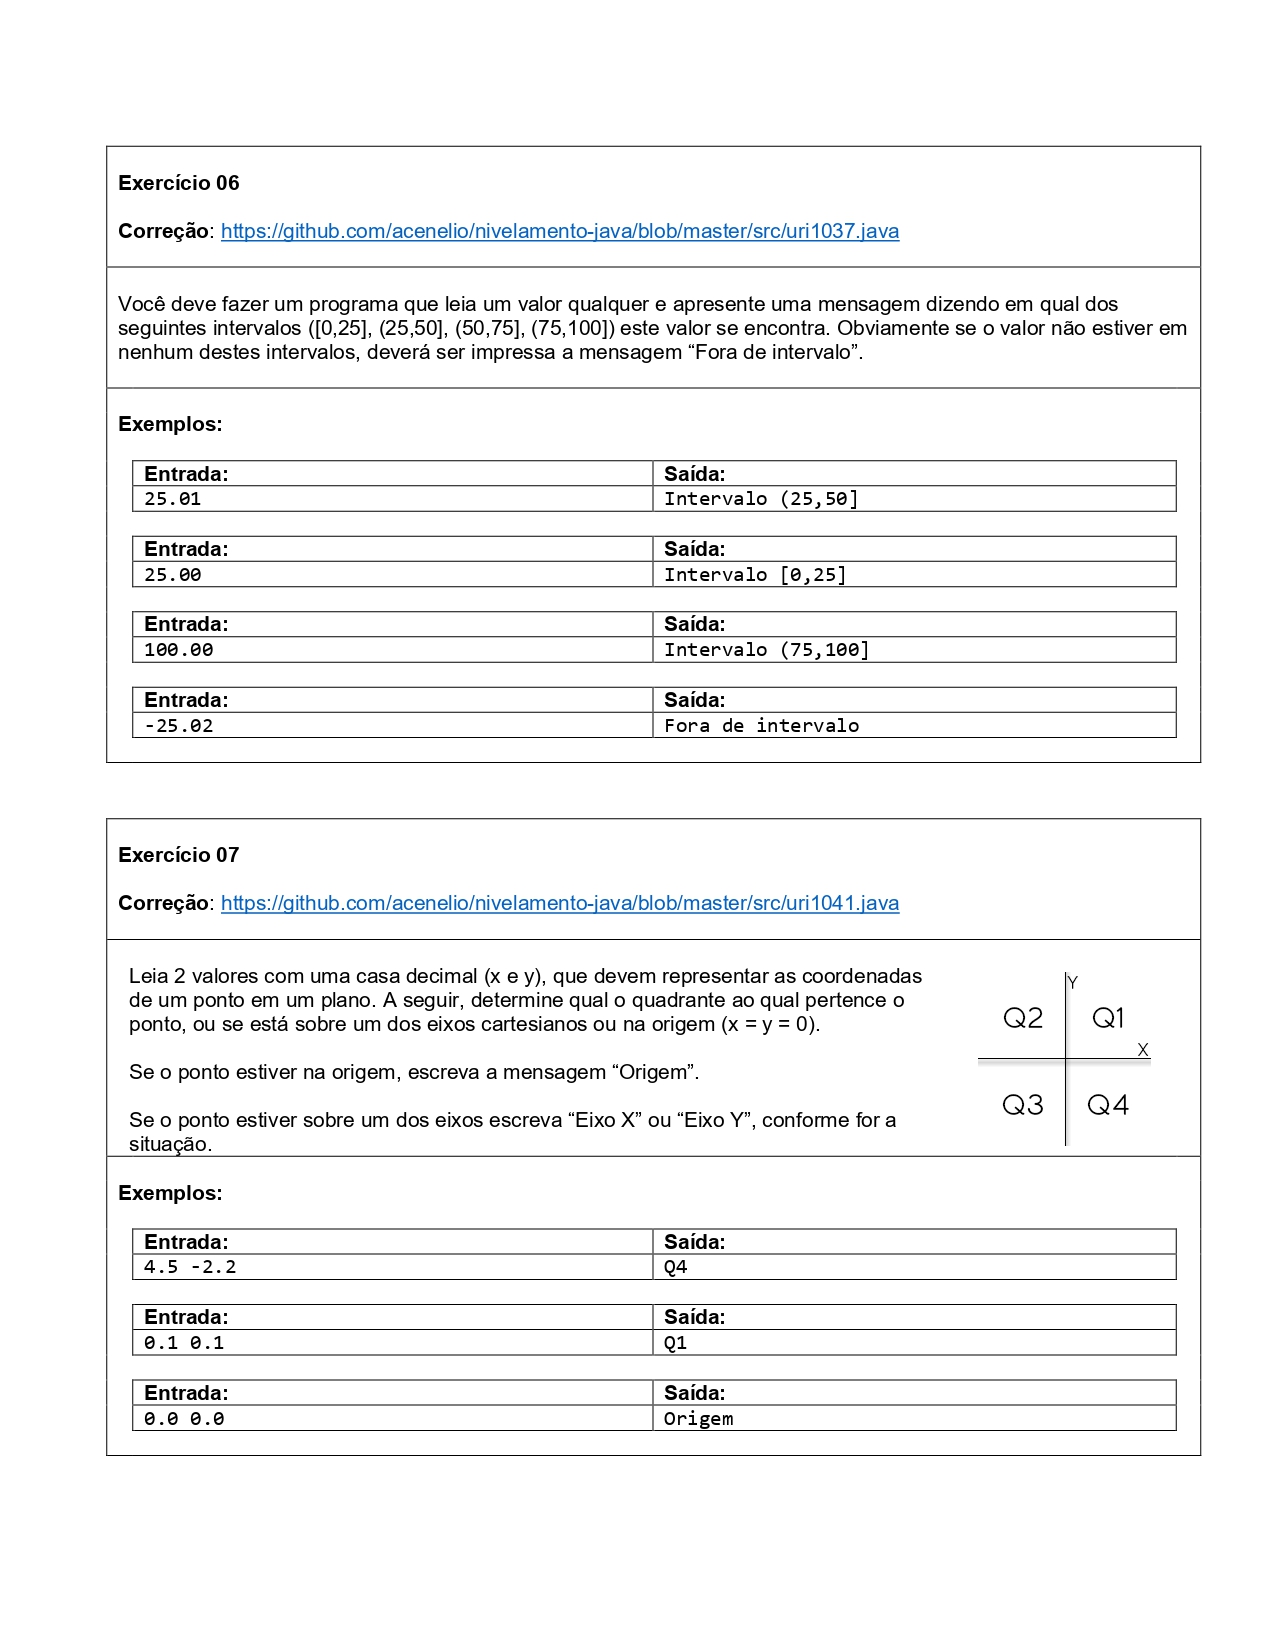 Exercício 06
Correção: https://github.com/acenelio/nivelamento-java/blob/master/src/uri1037.java
Você deve fazer um programa que leia um valor qualquer e apresente uma mensagem dizendo em qual dos
seguintes intervalos ([0,25], (25,50], (50,75], (75,100]) este valor se encontra. Obviamente se o valor não estiver em
nenhum destes intervalos, deverá ser impressa a mensagem “Fora de intervalo”.
Exemplos:
Entrada: Saída:
25.01 Intervalo (25,50]
Entrada: Saída:
25.00 Intervalo [0,25]
Entrada: Saída:
100.00 Intervalo (75,100]
Entrada: Saída:
-25.02 Fora de intervalo
Exercício 07
Correção: https://github.com/acenelio/nivelamento-java/blob/master/src/uri1041.java
Leia 2 valores com uma casa decimal (x e y), que devem representar as coordenadas
de um ponto em um plano. A seguir, determine qual o quadrante ao qual pertence o
ponto, ou se está sobre um dos eixos cartesianos ou na origem (x = y = 0).
Se o ponto estiver na origem, escreva a mensagem “Origem”.
Se o ponto estiver sobre um dos eixos escreva “Eixo X” ou “Eixo Y”, conforme for a
situação.
Y
Q2 Q1
X
Q3 Q4
Exemplos:
Entrada: Saída:
4.5 -2.2 Q4
Entrada: Saída:
0.1 0.1 Q1
Entrada: Saída:
0.0 0.0 Origem